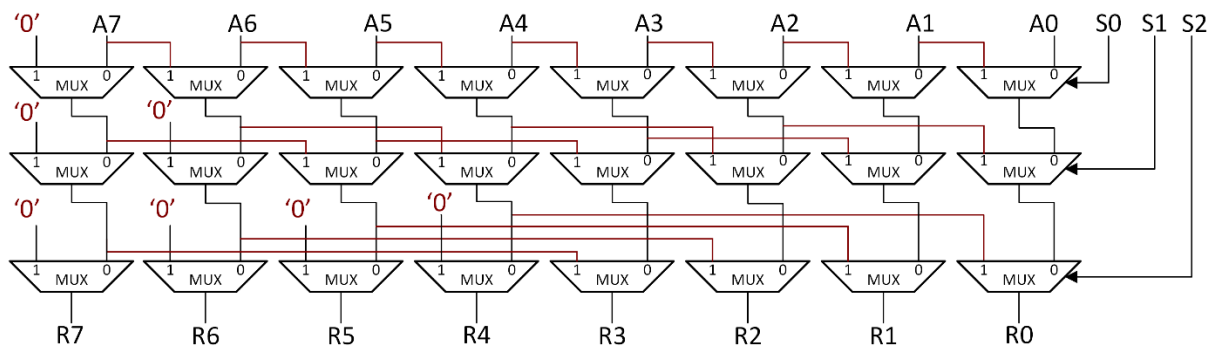 ‘0’ A7 A6 A5 A4 A3 A2 A1 A0 S0 S1 S2
1 0 1 0 1 0 1 0 1 0 1 0 1 0 1 0
MUX MUX MUX MUX MUX MUX MUX MUX
‘0’ ‘0’
1 0 1 0 1 0 1 0 1 0 1 0 1 0 1 0
MUX MUX MUX MUX MUX MUX MUX MUX
‘0’ ‘0’ ‘0’ ‘0’
1 0 1 0 1 0 1 0 1 0 1 0 1 0 1 0
MUX MUX MUX MUX MUX MUX MUX MUX
R7 R6 R5 R4 R3 R2 R1 R0